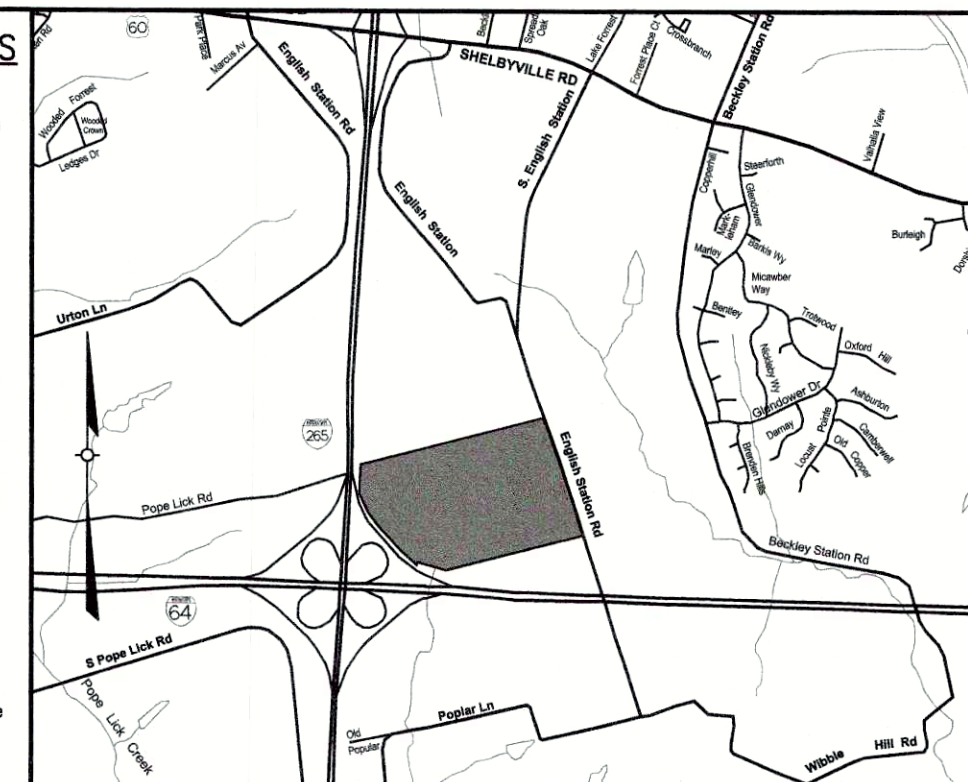 S
60
Park Place
Marcus Av
English Station Rd
SHELBYVILLE RD
Spread
Oak
Lake Forrest
Forrest Place Ct
Crossbranch
Beckley Station Rd
Wooded Forrest
Wooded
Crown
Ledges Dr
S. English Station
English Station
Valhalla View
Copperhill
Steerforth
Glendower
Mark-
leham
Barkis Wy
Marley
Micawber
Way
Burleigh
Urton Ln
Bentley
Trotwood
Oxford Hill
Nickleby Wy
Glendower Dr
Ashburton
Camberwell
Darnay
Locust Pointe
Old Copper
Brenden Hills
265
English Station Rd
Pope Lick Rd
Beckley Station Rd
64
S Pope Lick Rd
Pope Lick Creek
Old
Popular
Poplar Ln
Wibble Hill Rd
e